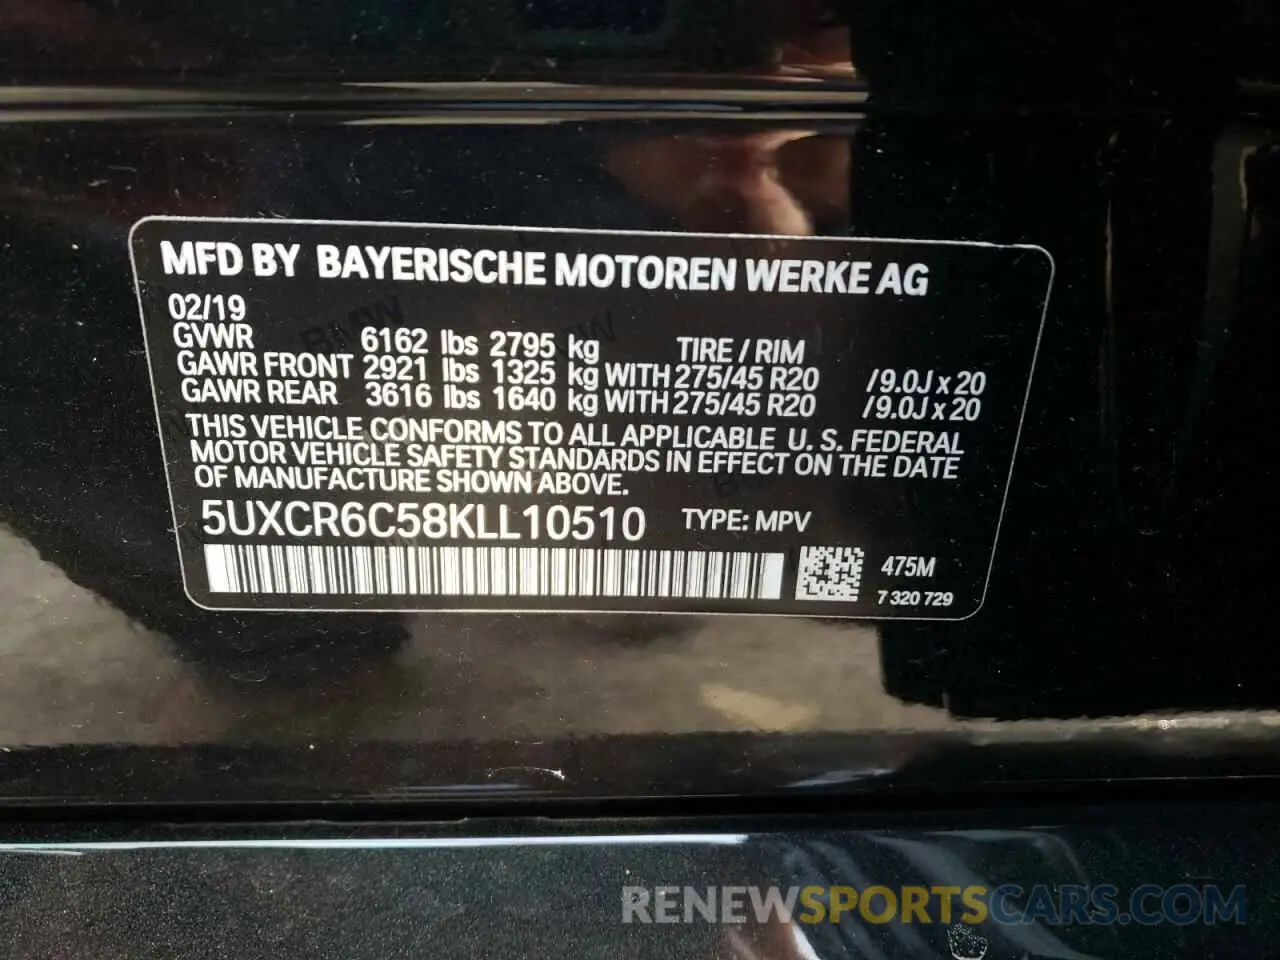 MFD BY BAYERISCHE MOTOREN WERKE AG
02/19
GVWR 6162 lbs 2795 kg TIRE / RIM
GAWR FRONT 2921 lbs 1325 kg WITH 275/45 R20 / 9.0J x 20
GAWR REAR 3616 lbs 1640 kg WITH 275/45 R20 / 9.0J x 20
THIS VEHICLE CONFORMS TO ALL APPLICABLE U. S. FEDERAL
MOTOR VEHICLE SAFETY STANDARDS IN EFFECT ON THE DATE
OF MANUFACTURE SHOWN ABOVE.
5UXCR6C58KLL10510 TYPE: MPV
475M
7 320 729
RENEWSPORTSCARS.COM